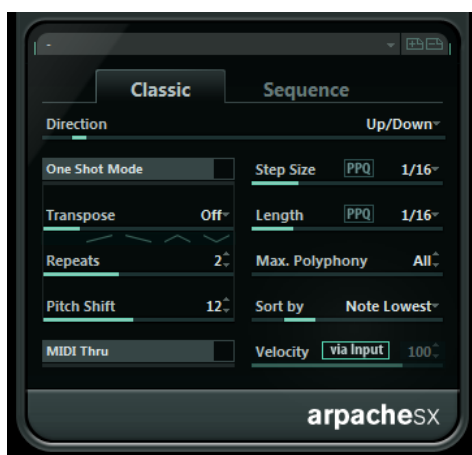 -
Classic Sequence
Direction Up/Down
One Shot Mode Step Size PPQ 1/16
Transpose Off Length PPQ 1/16
Repeats 2 Max. Polyphony All
Pitch Shift 12 Sort by Note Lowest
MIDI Thru Velocity via Input 100
arpacheSX